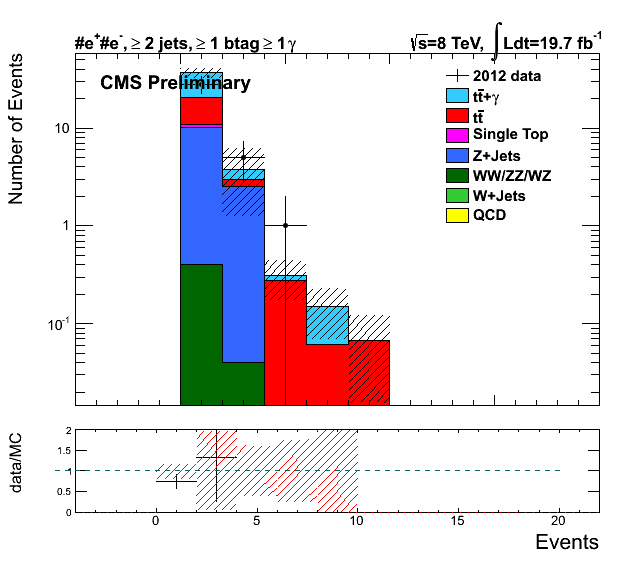 #e⁺#e⁻, ≥ 2 jets, ≥ 1 btag ≥ 1γ
√s=8 TeV, ∫Ldt=19.7 fb⁻¹
CMS Preliminary
2012 data
tt̄+γ
tt̄
Single Top
Z+Jets
WW/ZZ/WZ
W+Jets
QCD
Number of Events
10
1
10⁻¹
data/MC
2
1.5
1
0.5
0
0 5 10 15 20
Events